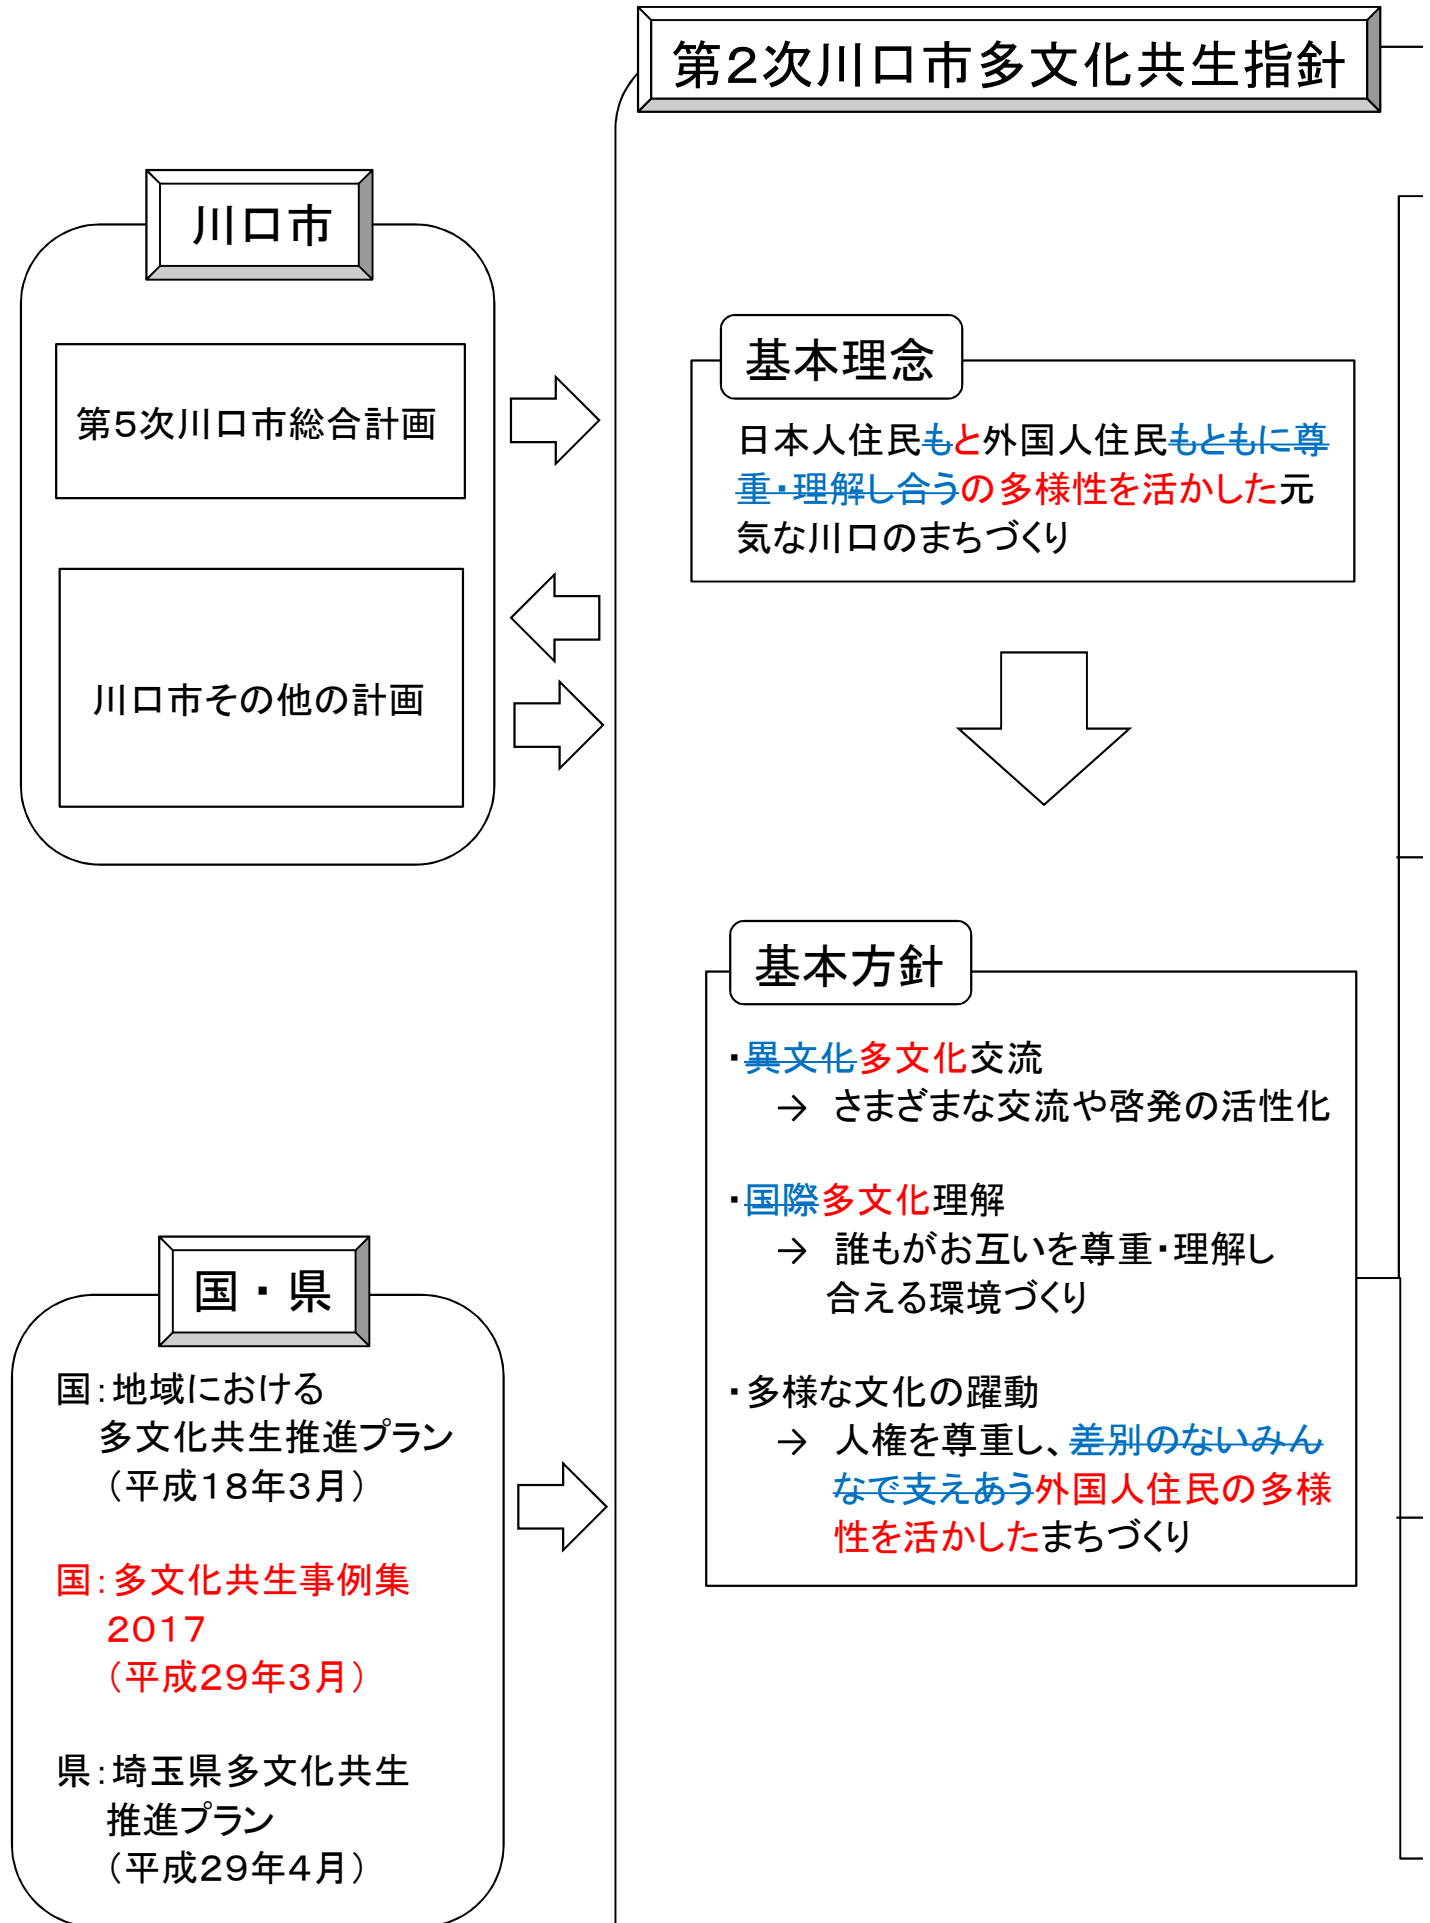 第2次川口市多文化共生指針
川口市
第5次川口市総合計画
川口市その他の計画
基本理念
日本人住民もと外国人住民もともに尊
重・理解し合うの多様性を活かした元
気な川口のまちづくり
基本方針
・異文化多文化交流
→ さまざまな交流や啓発の活性化
・国際多文化理解
→ 誰もがお互いを尊重・理解し
合える環境づくり
・多様な文化の躍動
→ 人権を尊重し、差別のないみん
なで支えあう外国人住民の多様
性を活かしたまちづくり
国・県
国：地域における
多文化共生推進プラン
（平成18年3月）
国：多文化共生事例集
2017
（平成29年3月）
県：埼玉県多文化共生
推進プラン
（平成29年4月）